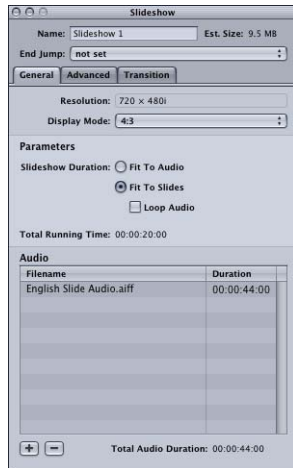 Slideshow
Name: Slideshow 1 Est. Size: 9.5 MB
End Jump: not set
General Advanced Transition
Resolution: 720 × 480i
Display Mode: 4:3
Parameters
Slideshow Duration: Fit To Audio
Fit To Slides
Loop Audio
Total Running Time: 00:00:20:00
Audio
Filename Duration
English Slide Audio.aiff 00:00:44:00
+ − Total Audio Duration: 00:00:44:00